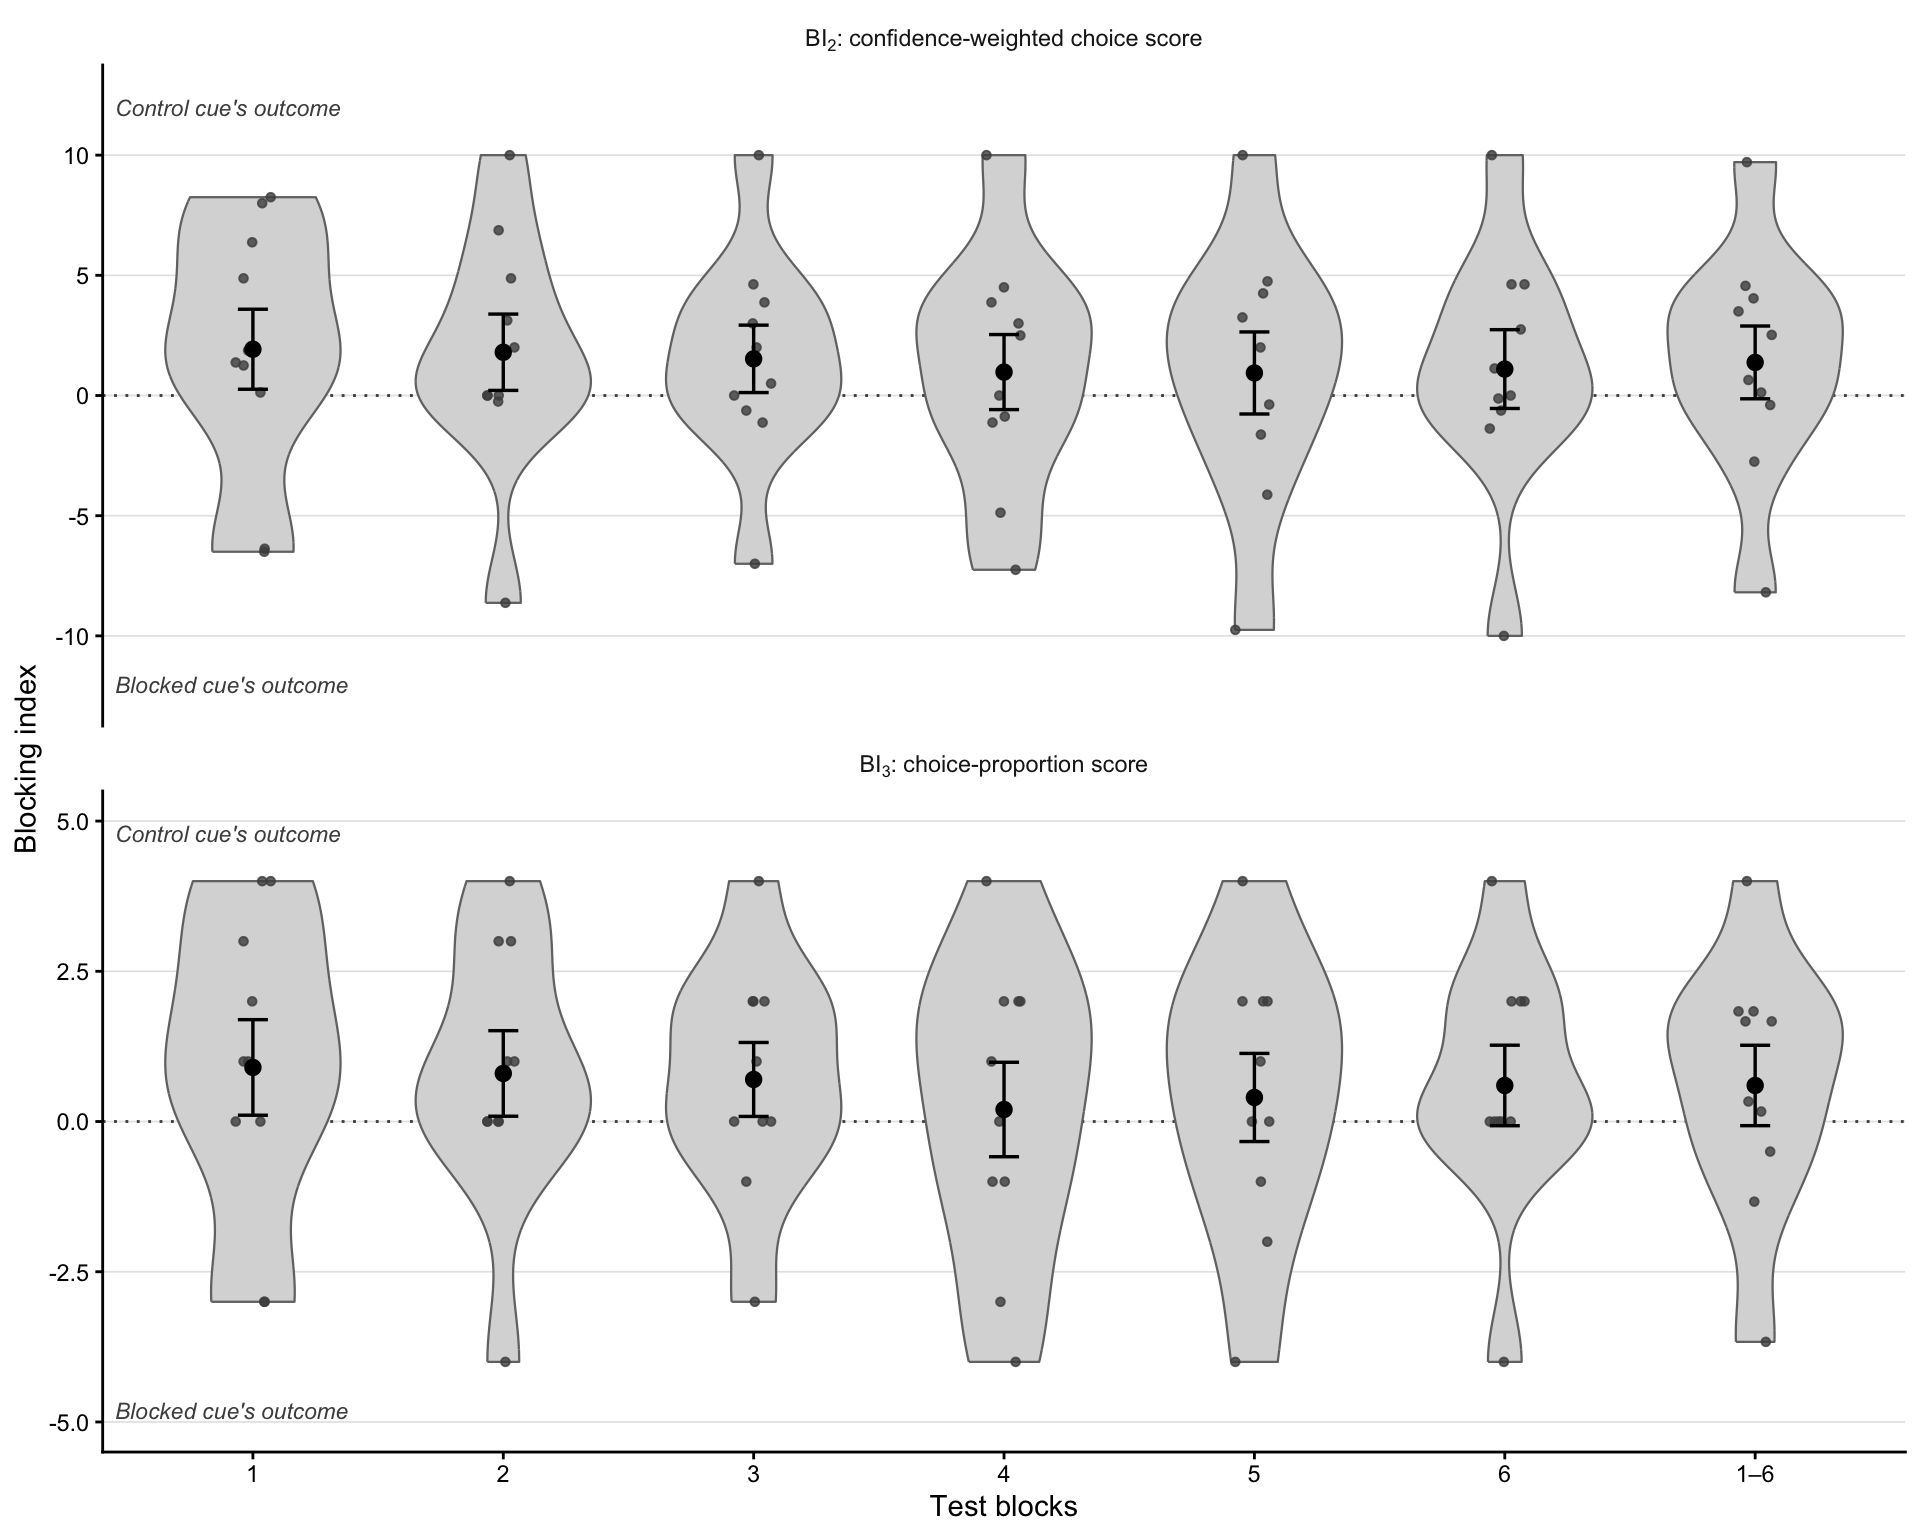 BI₂: confidence-weighted choice score
Control cue's outcome
10
5
0
-5
-10
Blocked cue's outcome
Blocking index
BI₃: choice-proportion score
5.0
Control cue's outcome
2.5
0.0
-2.5
Blocked cue's outcome
-5.0
1 2 3 4 5 6 1–6
Test blocks